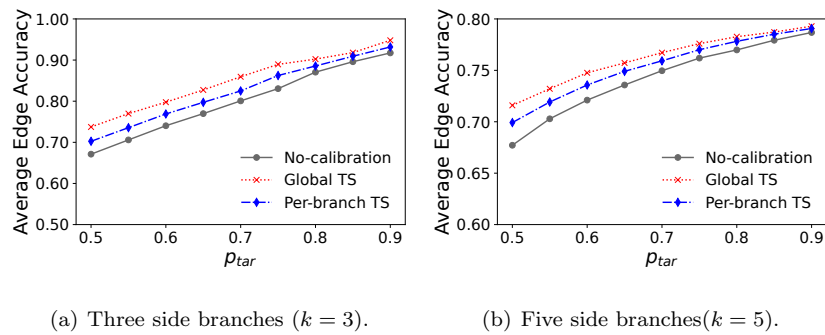 1.00
0.90
0.80
0.70
0.60
0.50
Average Edge Accuracy
No-calibration
Global TS
Per-branch TS
0.5 0.6 0.7 0.8 0.9
p_tar
(a) Three side branches (k = 3).
0.80
0.75
0.70
0.65
0.60
Average Edge Accuracy
No-calibration
Global TS
Per-branch TS
0.5 0.6 0.7 0.8 0.9
p_tar
(b) Five side branches(k = 5).